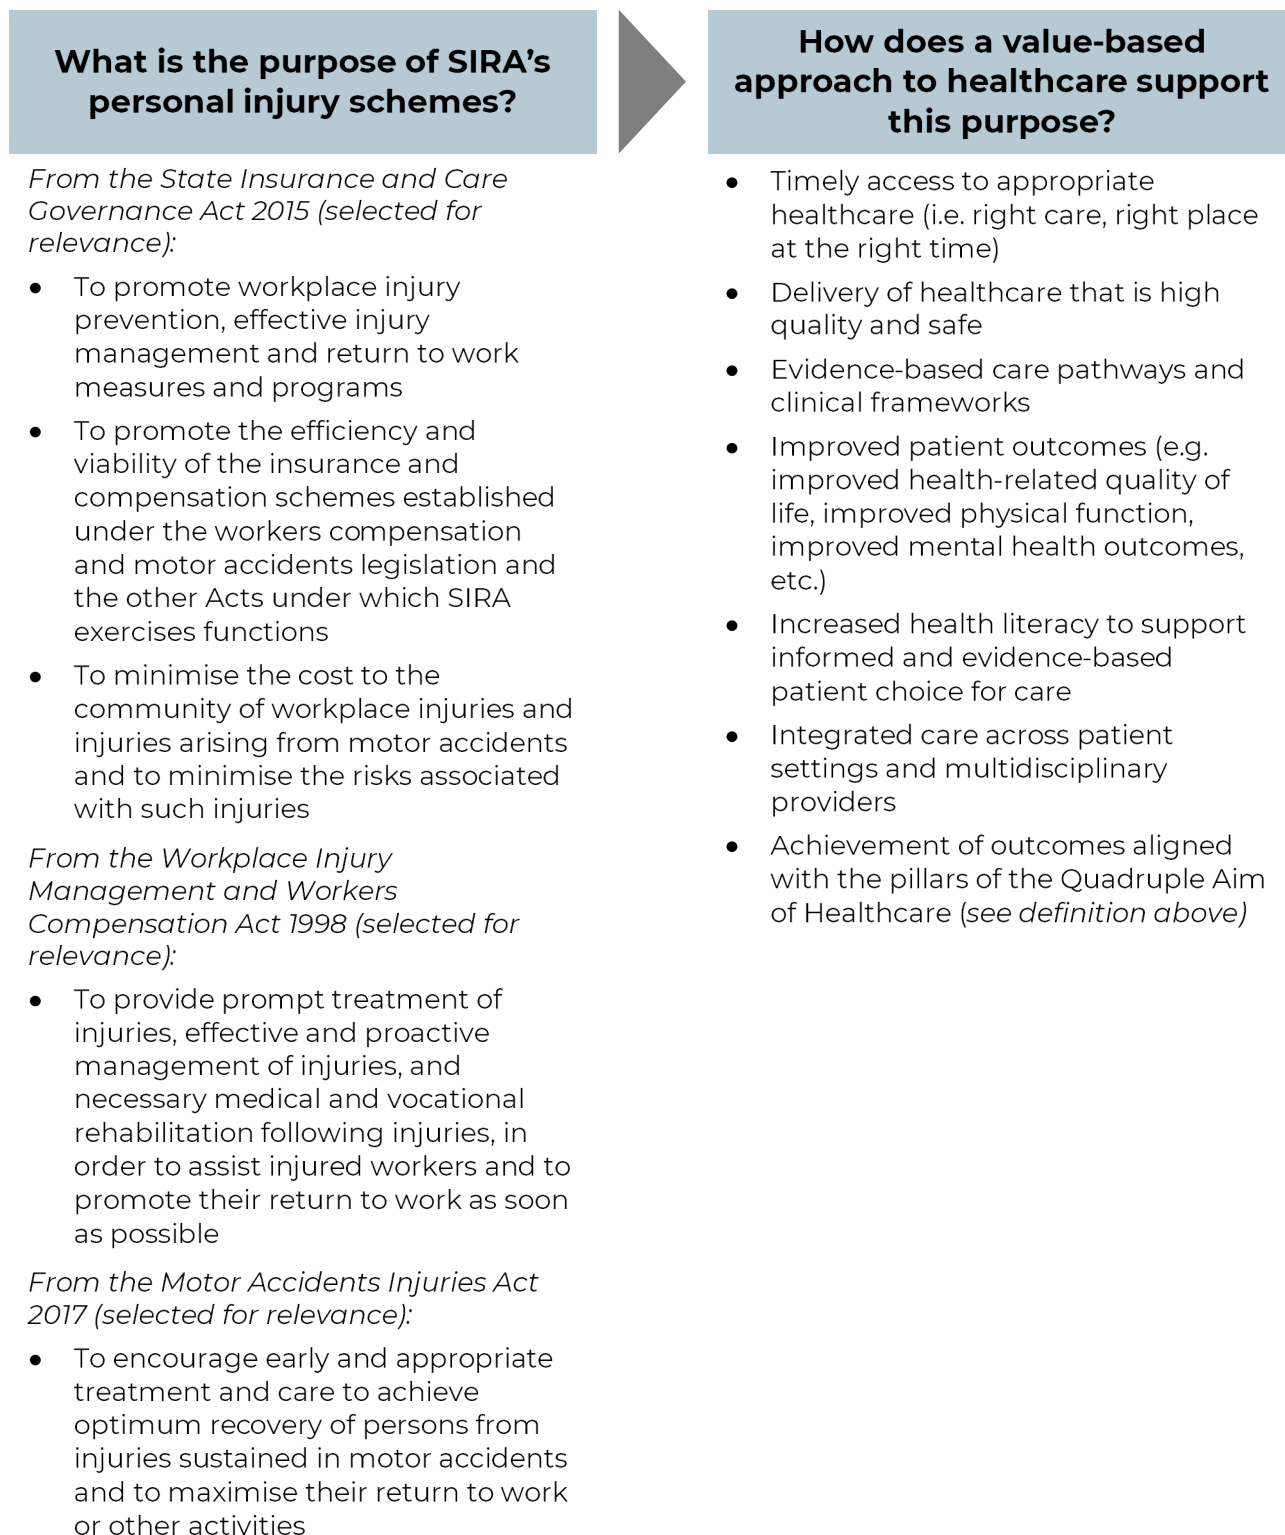 What is the purpose of SIRA’s
personal injury schemes?
From the State Insurance and Care
Governance Act 2015 (selected for
relevance):
● To promote workplace injury
prevention, effective injury
management and return to work
measures and programs
● To promote the efficiency and
viability of the insurance and
compensation schemes established
under the workers compensation
and motor accidents legislation and
the other Acts under which SIRA
exercises functions
● To minimise the cost to the
community of workplace injuries and
injuries arising from motor accidents
and to minimise the risks associated
with such injuries
From the Workplace Injury
Management and Workers
Compensation Act 1998 (selected for
relevance):
● To provide prompt treatment of
injuries, effective and proactive
management of injuries, and
necessary medical and vocational
rehabilitation following injuries, in
order to assist injured workers and to
promote their return to work as soon
as possible
From the Motor Accidents Injuries Act
2017 (selected for relevance):
● To encourage early and appropriate
treatment and care to achieve
optimum recovery of persons from
injuries sustained in motor accidents
and to maximise their return to work
or other activities
How does a value-based
approach to healthcare support
this purpose?
● Timely access to appropriate
healthcare (i.e. right care, right place
at the right time)
● Delivery of healthcare that is high
quality and safe
● Evidence-based care pathways and
clinical frameworks
● Improved patient outcomes (e.g.
improved health-related quality of
life, improved physical function,
improved mental health outcomes,
etc.)
● Increased health literacy to support
informed and evidence-based
patient choice for care
● Integrated care across patient
settings and multidisciplinary
providers
● Achievement of outcomes aligned
with the pillars of the Quadruple Aim
of Healthcare (see definition above)